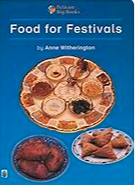 Pelican
Big Books
Food for Festivals
by Anne Witherington